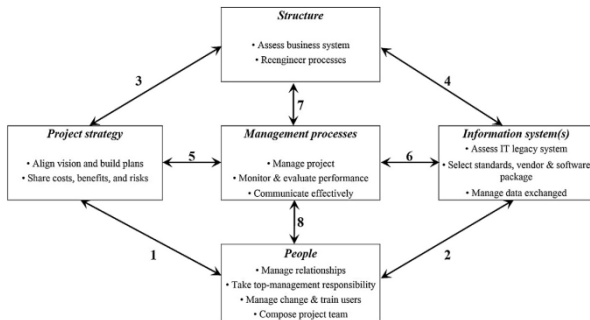 Structure
• Assess business system
• Reengineer processes
3
4
7
Project strategy
• Align vision and build plans
• Share costs, benefits, and risks
5
Management processes
• Manage project
• Monitor & evaluate performance
• Communicate effectively
6
Information system(s)
• Assess IT legacy system
• Select standards, vendor & software
package
• Manage data exchanged
8
1
2
People
• Manage relationships
• Take top-management responsibility
• Manage change & train users
• Compose project team